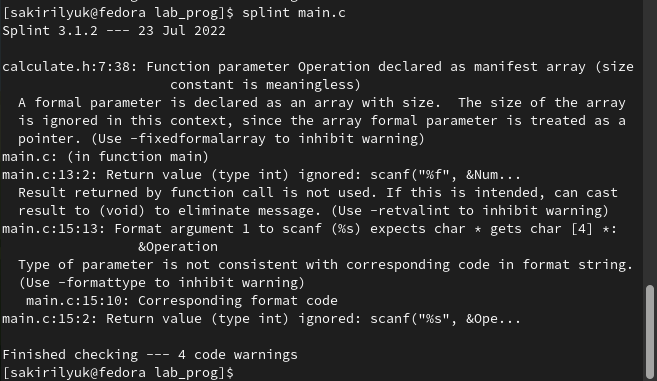 [sakirilyuk@fedora lab_prog]$ splint main.c
Splint 3.1.2 --- 23 Jul 2022
calculate.h:7:38: Function parameter Operation declared as manifest array (size
constant is meaningless)
A formal parameter is declared as an array with size.  The size of the array
is ignored in this context, since the array formal parameter is treated as a
pointer. (Use -fixedformalarray to inhibit warning)
main.c: (in function main)
main.c:13:2: Return value (type int) ignored: scanf("%f", &Num...
Result returned by function call is not used. If this is intended, can cast
result to (void) to eliminate message. (Use -retvalint to inhibit warning)
main.c:15:13: Format argument 1 to scanf (%s) expects char * gets char [4] *:
&Operation
Type of parameter is not consistent with corresponding code in format string.
(Use -formattype to inhibit warning)
main.c:15:10: Corresponding format code
main.c:15:2: Return value (type int) ignored: scanf("%s", &Ope...
Finished checking --- 4 code warnings
[sakirilyuk@fedora lab_prog]$